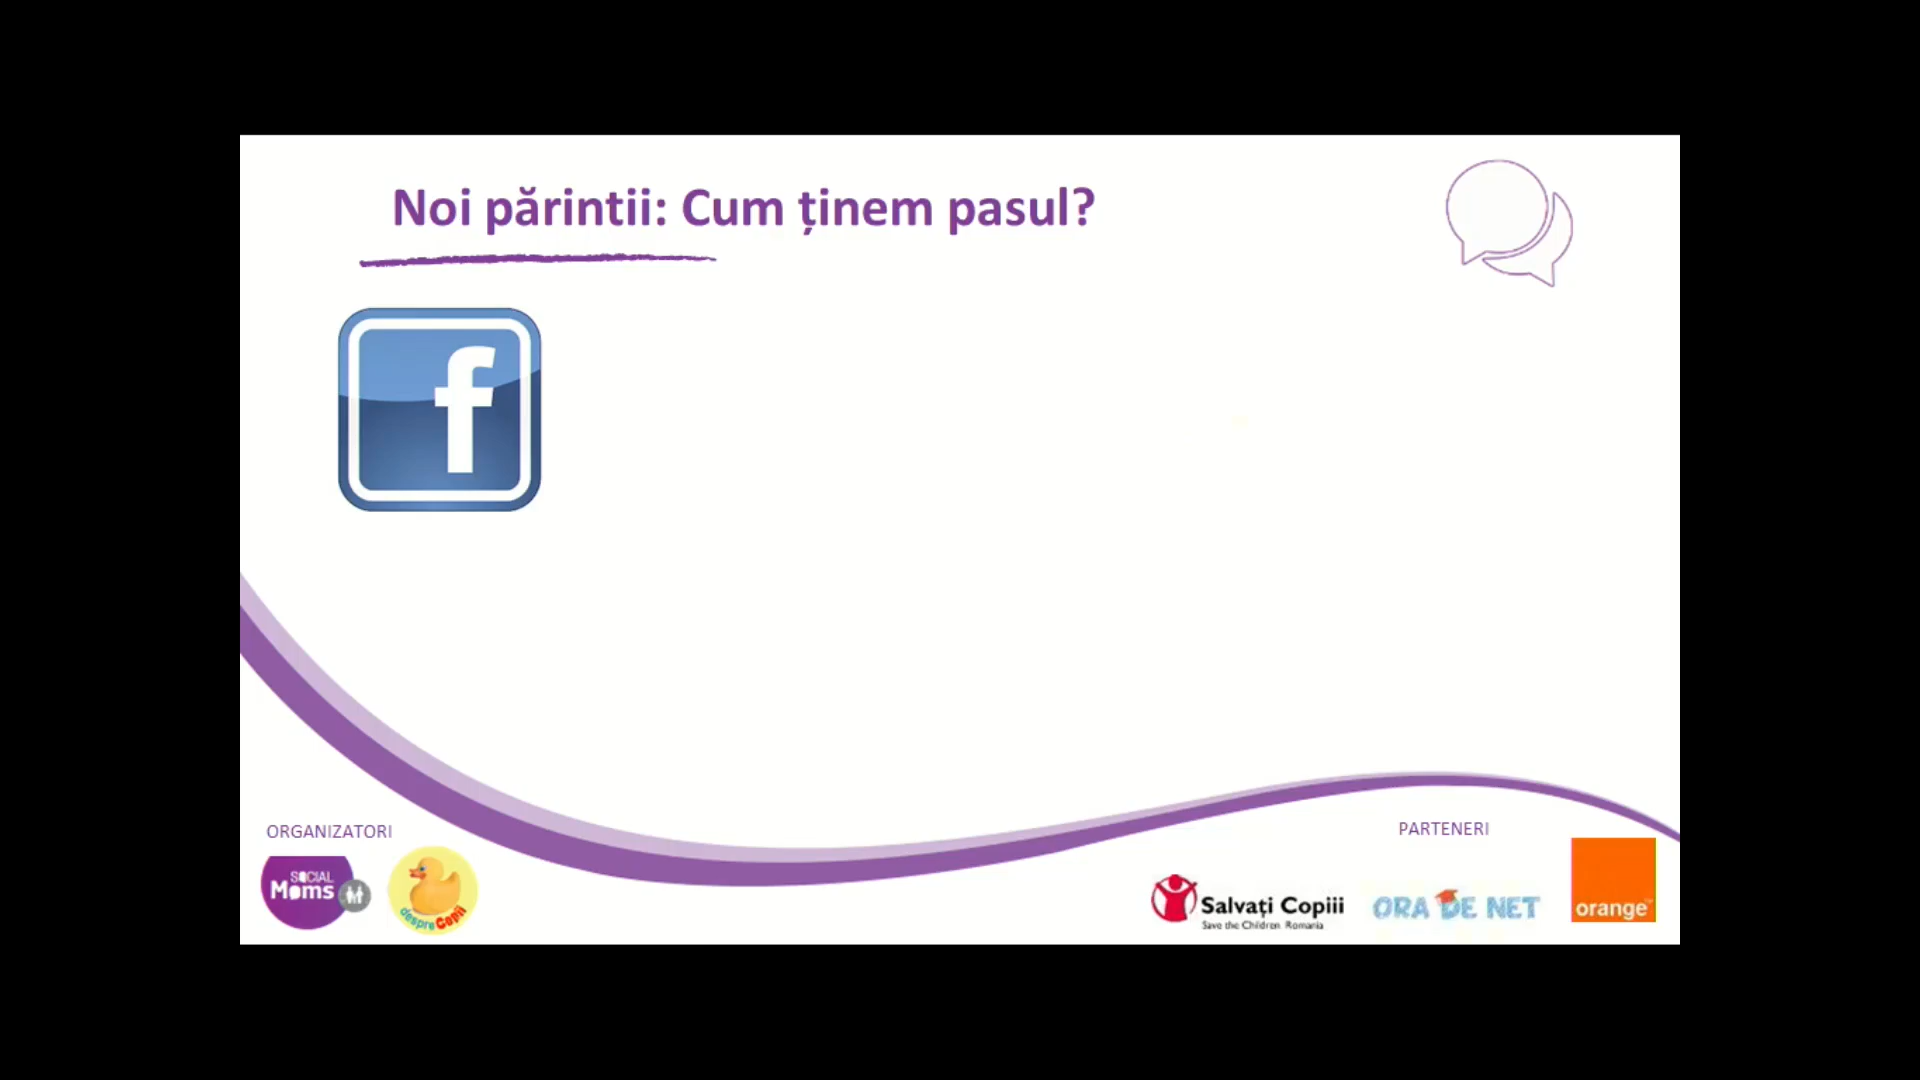 Noi părintii: Cum ținem pasul?
f
ORGANIZATORI
PARTENERI
SOCIAL
Moms
despreCopii
Salvați Copiii
Save the Children Romania
ORA DE NET
orange™